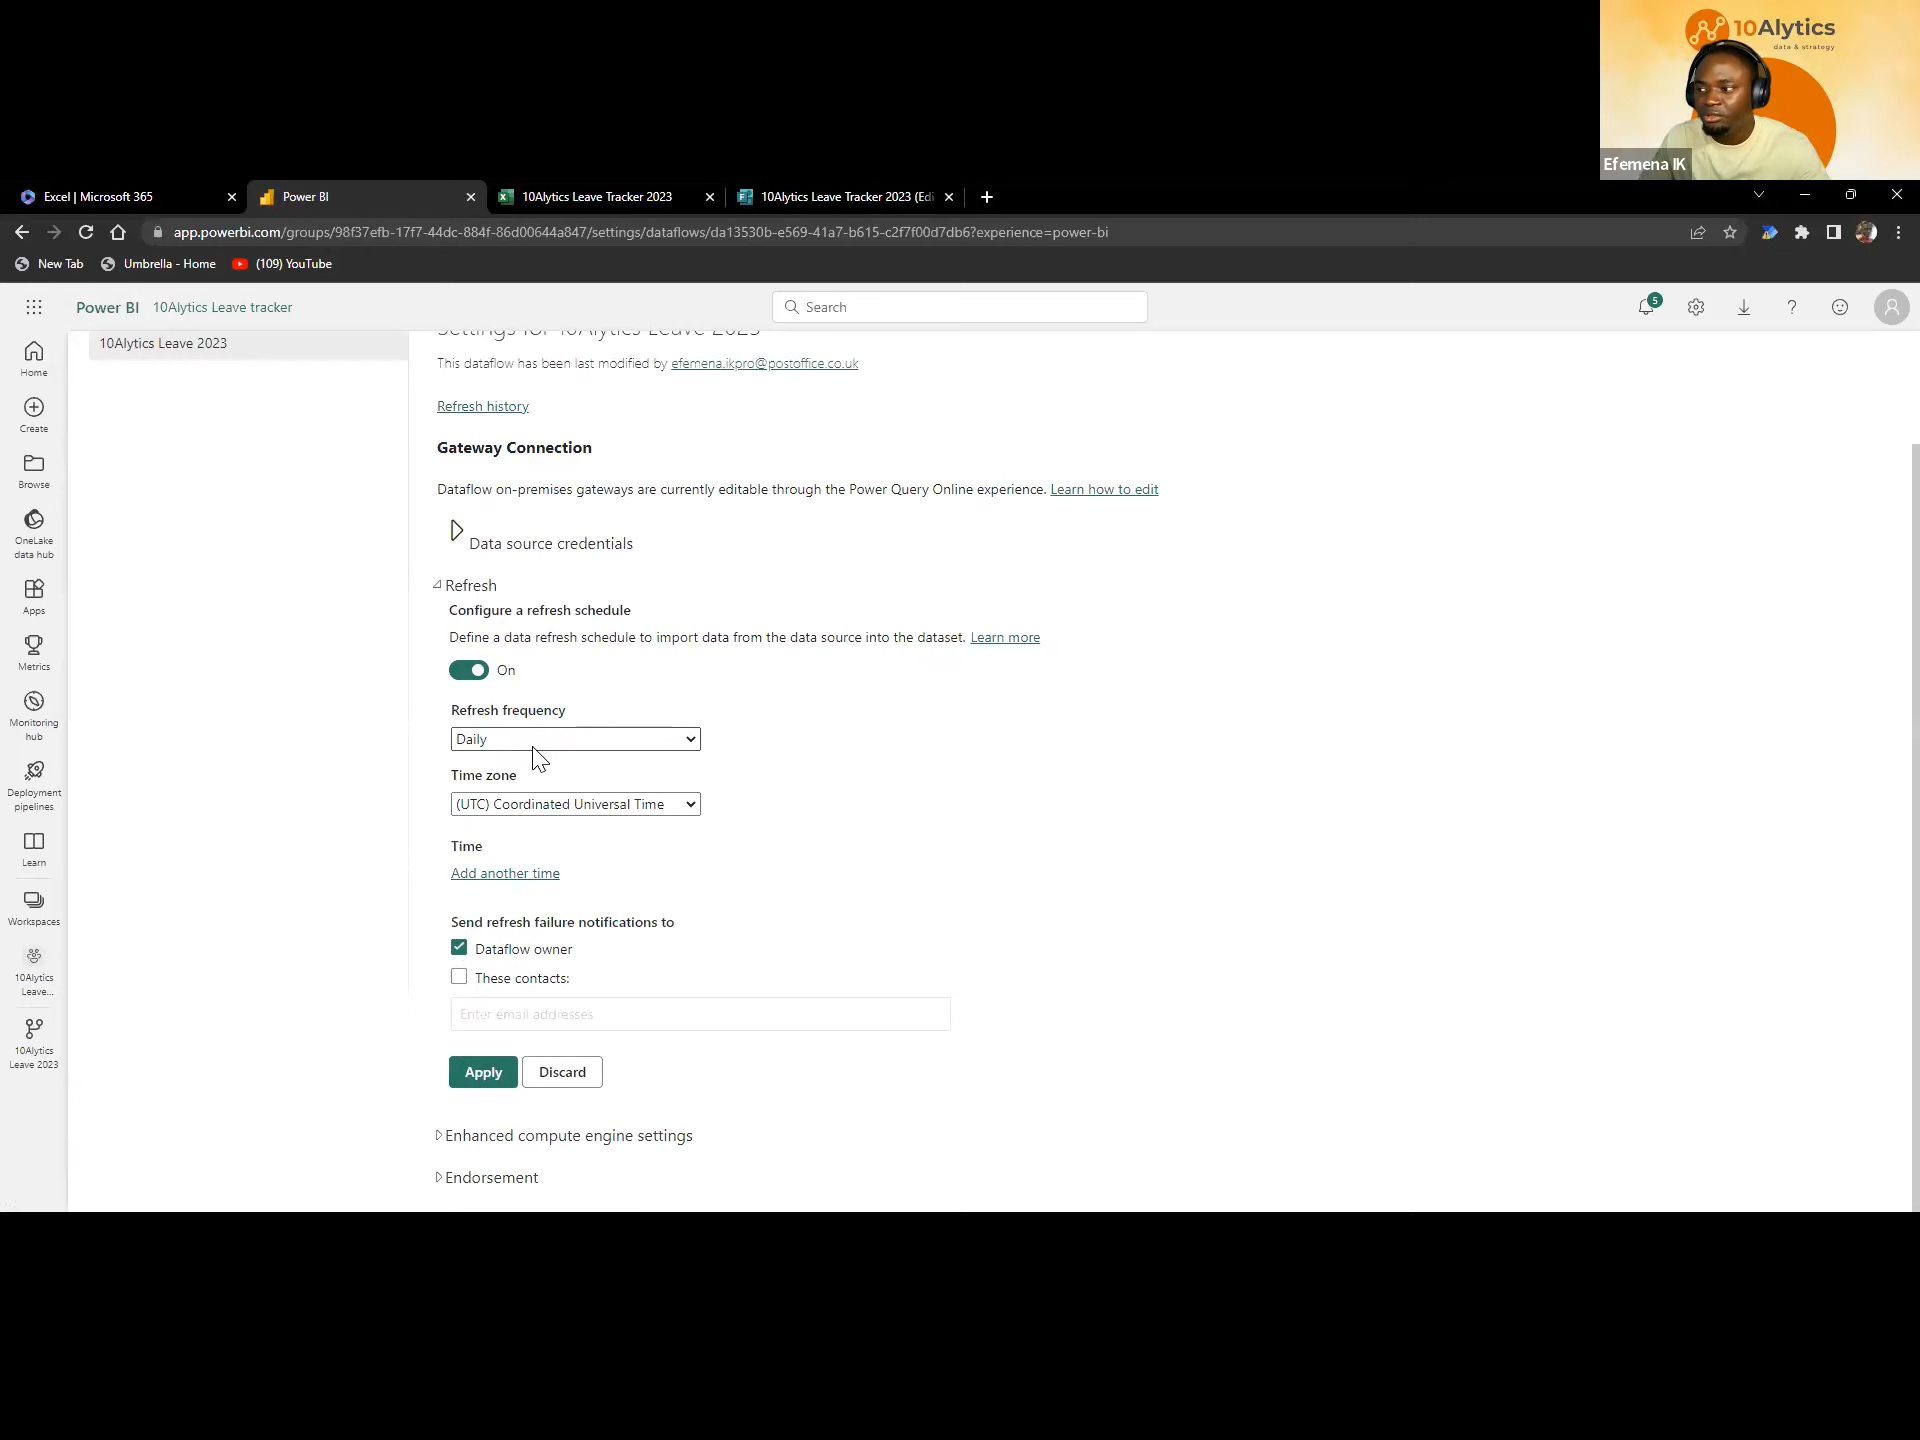 10Alytics
data & strategy
Efemena IK
Excel | Microsoft 365
Power BI
10Alytics Leave Tracker 2023
10Alytics Leave Tracker 2023 (Edi
app.powerbi.com/groups/98f37efb-17f7-44dc-884f-86d00644a847/settings/dataflows/da13530b-e569-41a7-b615-c2f7f00d7db6?experience=power-bi
New Tab
Umbrella - Home
(109) YouTube
Power BI
10Alytics Leave tracker
Search
5
Settings for 10Alytics Leave 2023
10Alytics Leave 2023
This dataflow has been last modified by efemena.ikpro@postoffice.co.uk
Refresh history
Gateway Connection
Dataflow on-premises gateways are currently editable through the Power Query Online experience. Learn how to edit
Data source credentials
Refresh
Configure a refresh schedule
Define a data refresh schedule to import data from the data source into the dataset. Learn more
On
Refresh frequency
Daily
Time zone
(UTC) Coordinated Universal Time
Time
Add another time
Send refresh failure notifications to
Dataflow owner
These contacts:
Enter email addresses
Apply
Discard
Enhanced compute engine settings
Endorsement
Home
Create
Browse
OneLake
data hub
Apps
Metrics
Monitoring
hub
Deployment
pipelines
Learn
Workspaces
10Alytics
Leave...
10Alytics
Leave 2023